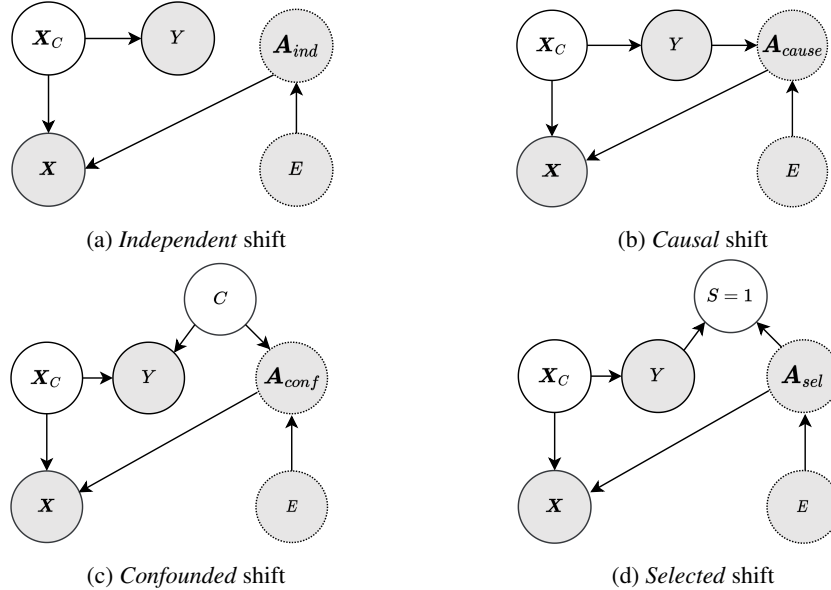 X_C Y A_ind
X E
(a) Independent shift
X_C Y A_cause
X E
(b) Causal shift
C
X_C Y A_conf
X E
(c) Confounded shift
S = 1
X_C Y A_sel
X E
(d) Selected shift